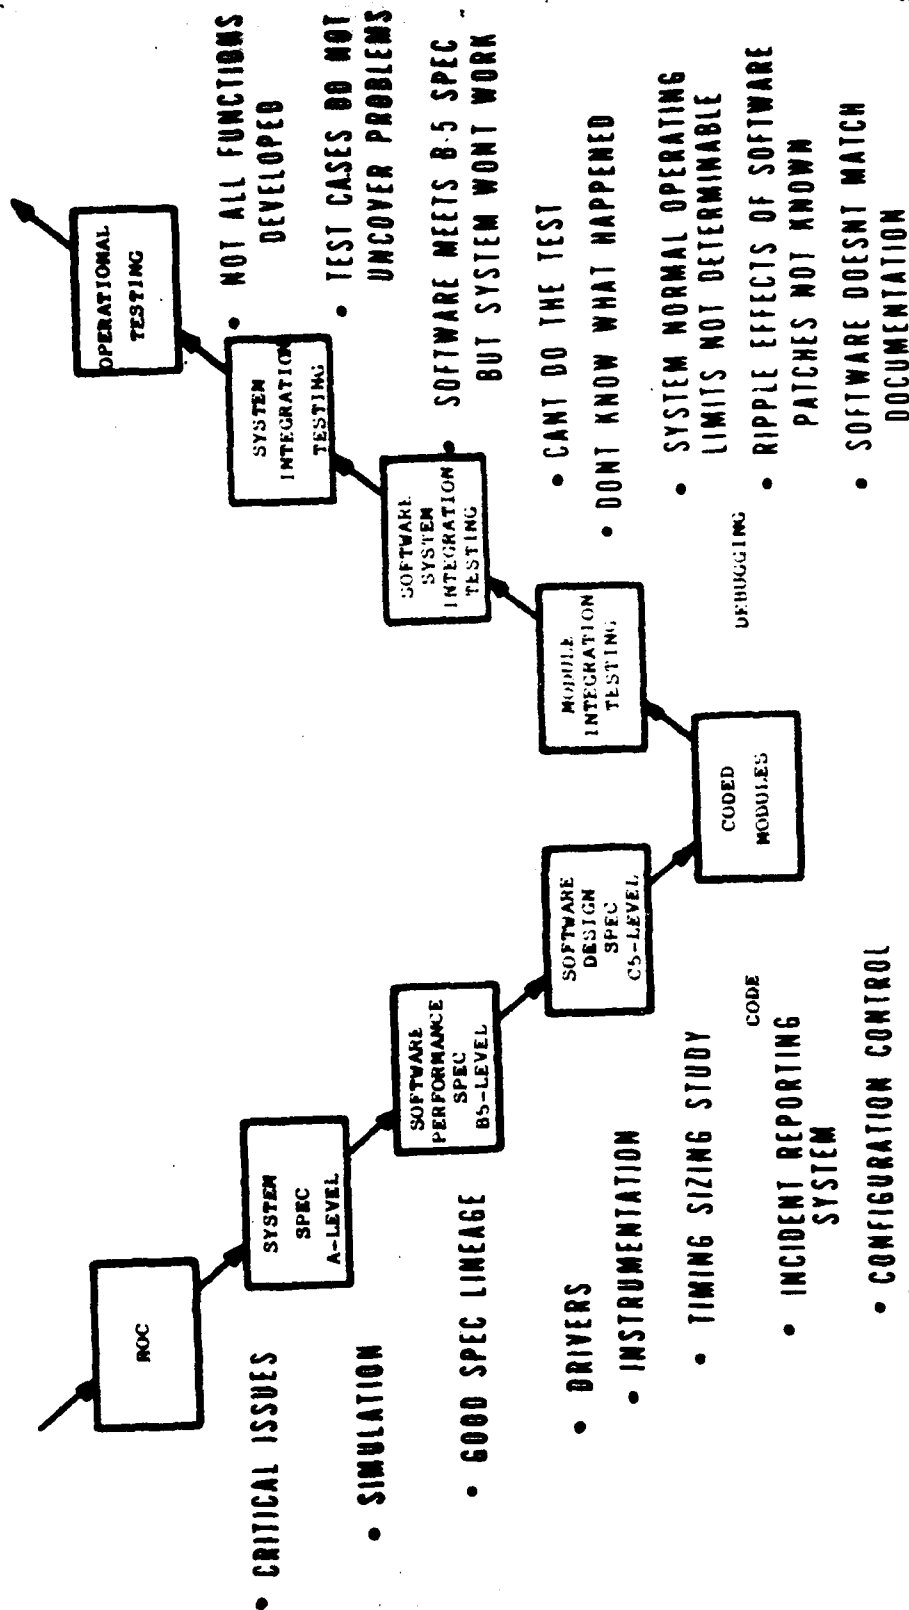 ROC
SYSTEM
SPEC
A-LEVEL
SOFTWARE
PERFORMANCE
SPEC
B5-LEVEL
SOFTWARE
DESIGN
SPEC
C5-LEVEL
CODED
MODULES
MODULE
INTEGRATION
TESTING
SOFTWARE
SYSTEM
INTEGRATION
TESTING
SYSTEM
INTEGRATION
TESTING
OPERATIONAL
TESTING
• CRITICAL ISSUES
• SIMULATION
• GOOD SPEC LINEAGE
• DRIVERS
• INSTRUMENTATION
• TIMING SIZING STUDY
CODE
• INCIDENT REPORTING
SYSTEM
• CONFIGURATION CONTROL
• NOT ALL FUNCTIONS
DEVELOPED
• TEST CASES DO NOT
UNCOVER PROBLEMS
• SOFTWARE MEETS B-5 SPEC
BUT SYSTEM WONT WORK
• CANT DO THE TEST
• DONT KNOW WHAT HAPPENED
• SYSTEM NORMAL OPERATING
LIMITS NOT DETERMINABLE
DEBUGGING
• RIPPLE EFFECTS OF SOFTWARE
PATCHES NOT KNOWN
• SOFTWARE DOESNT MATCH
DOCUMENTATION